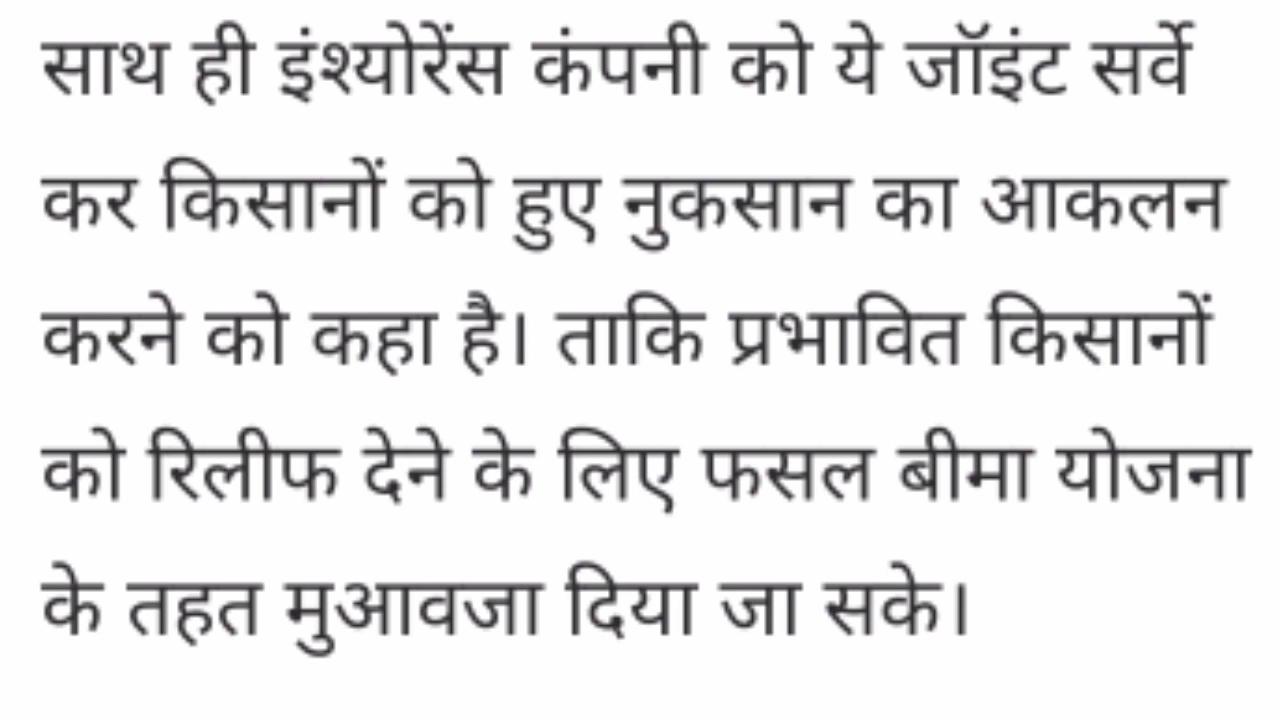 साथ ही इंश्योरेंस कंपनी को ये जॉइंट सर्वे
कर किसानों को हुए नुकसान का आकलन
करने को कहा है। ताकि प्रभावित किसानों
को रिलीफ देने के लिए फसल बीमा योजना
के तहत मुआवजा दिया जा सके।